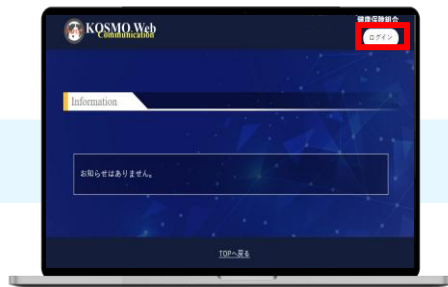 健康保険組合
KOSMO Web
Communication
ログイン
Information
お知らせはありません。
TOPへ戻る